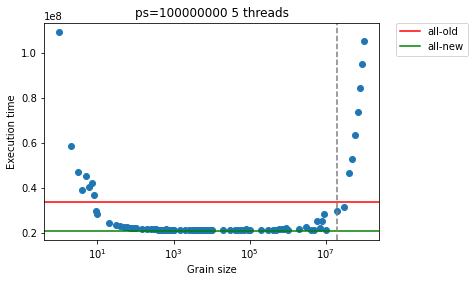 ps=100000000 5 threads
1e8
all-old
all-new
1.0
0.8
0.6
0.4
0.2
Execution time
10^1
10^3
10^5
10^7
Grain size